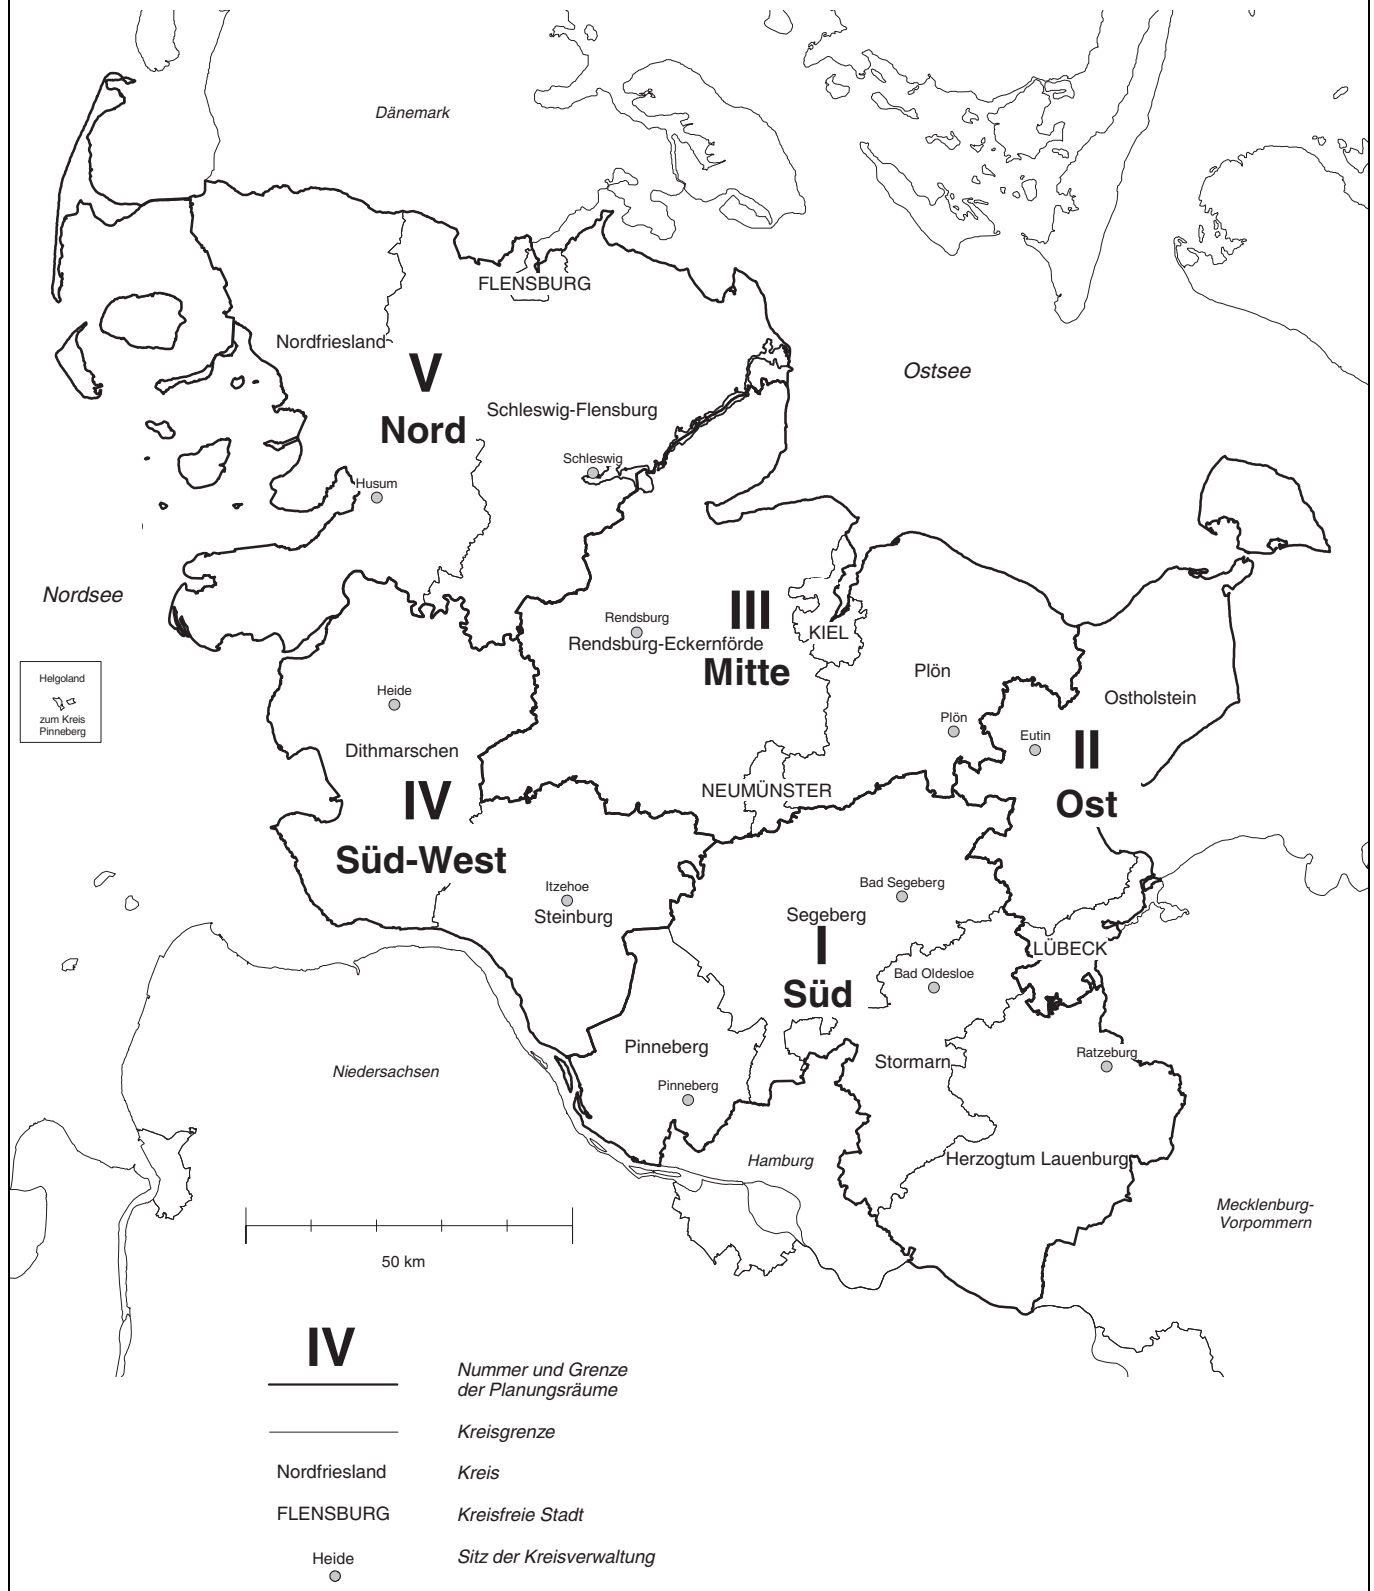 Dänemark
FLENSBURG
Nordfriesland
V
Nord
Ostsee
Schleswig-Flensburg
Schleswig
Husum
Nordsee
III
Mitte
Rendsburg
Rendsburg-Eckernförde
KIEL
Helgoland
zum Kreis
Pinneberg
Heide
Dithmarschen
Plön
Plön
Ostholstein
Eutin
II
Ost
NEUMÜNSTER
IV
Süd-West
Itzehoe
Steinburg
Bad Segeberg
Segeberg
I
Süd
LÜBECK
Bad Oldesloe
Pinneberg
Pinneberg
Stormarn
Ratzeburg
Niedersachsen
Hamburg
Herzogtum Lauenburg
Mecklenburg-
Vorpommern
50 km
IV
Nummer und Grenze
der Planungsräume
Kreisgrenze
Nordfriesland
Kreis
FLENSBURG
Kreisfreie Stadt
Heide
Sitz der Kreisverwaltung